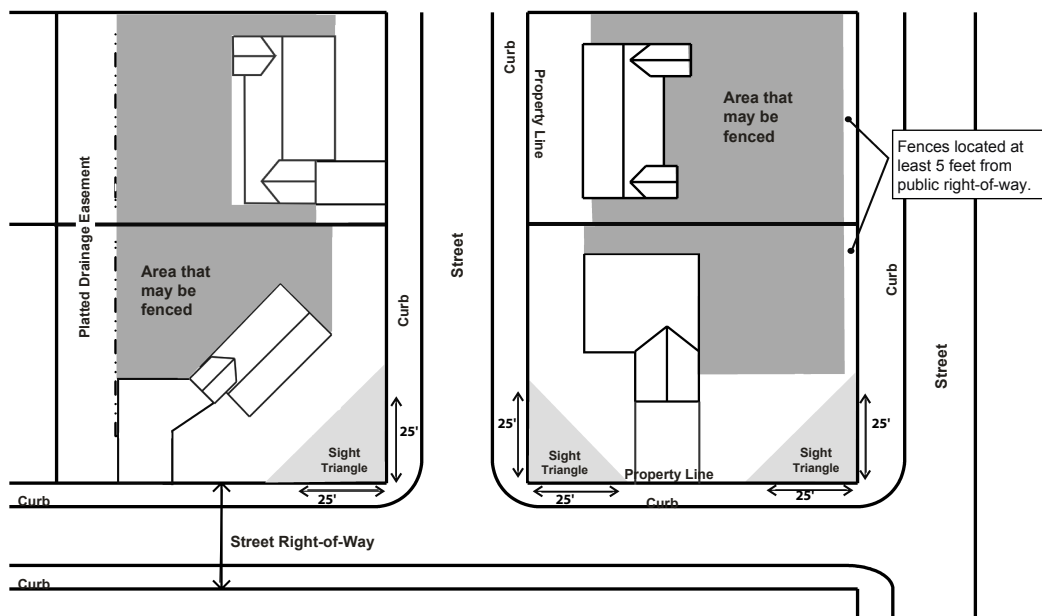 Platted Drainage Easement
Area that
may be
fenced
Sight
Triangle
25'
25'
Curb
Curb
Street
Curb
Property Line
Area that
may be
fenced
Fences located at
least 5 feet from
public right-of-way.
Curb
Street
25'
Sight
Triangle
25'
Property Line
Curb
Sight
Triangle
25'
25'
Street Right-of-Way
Curb